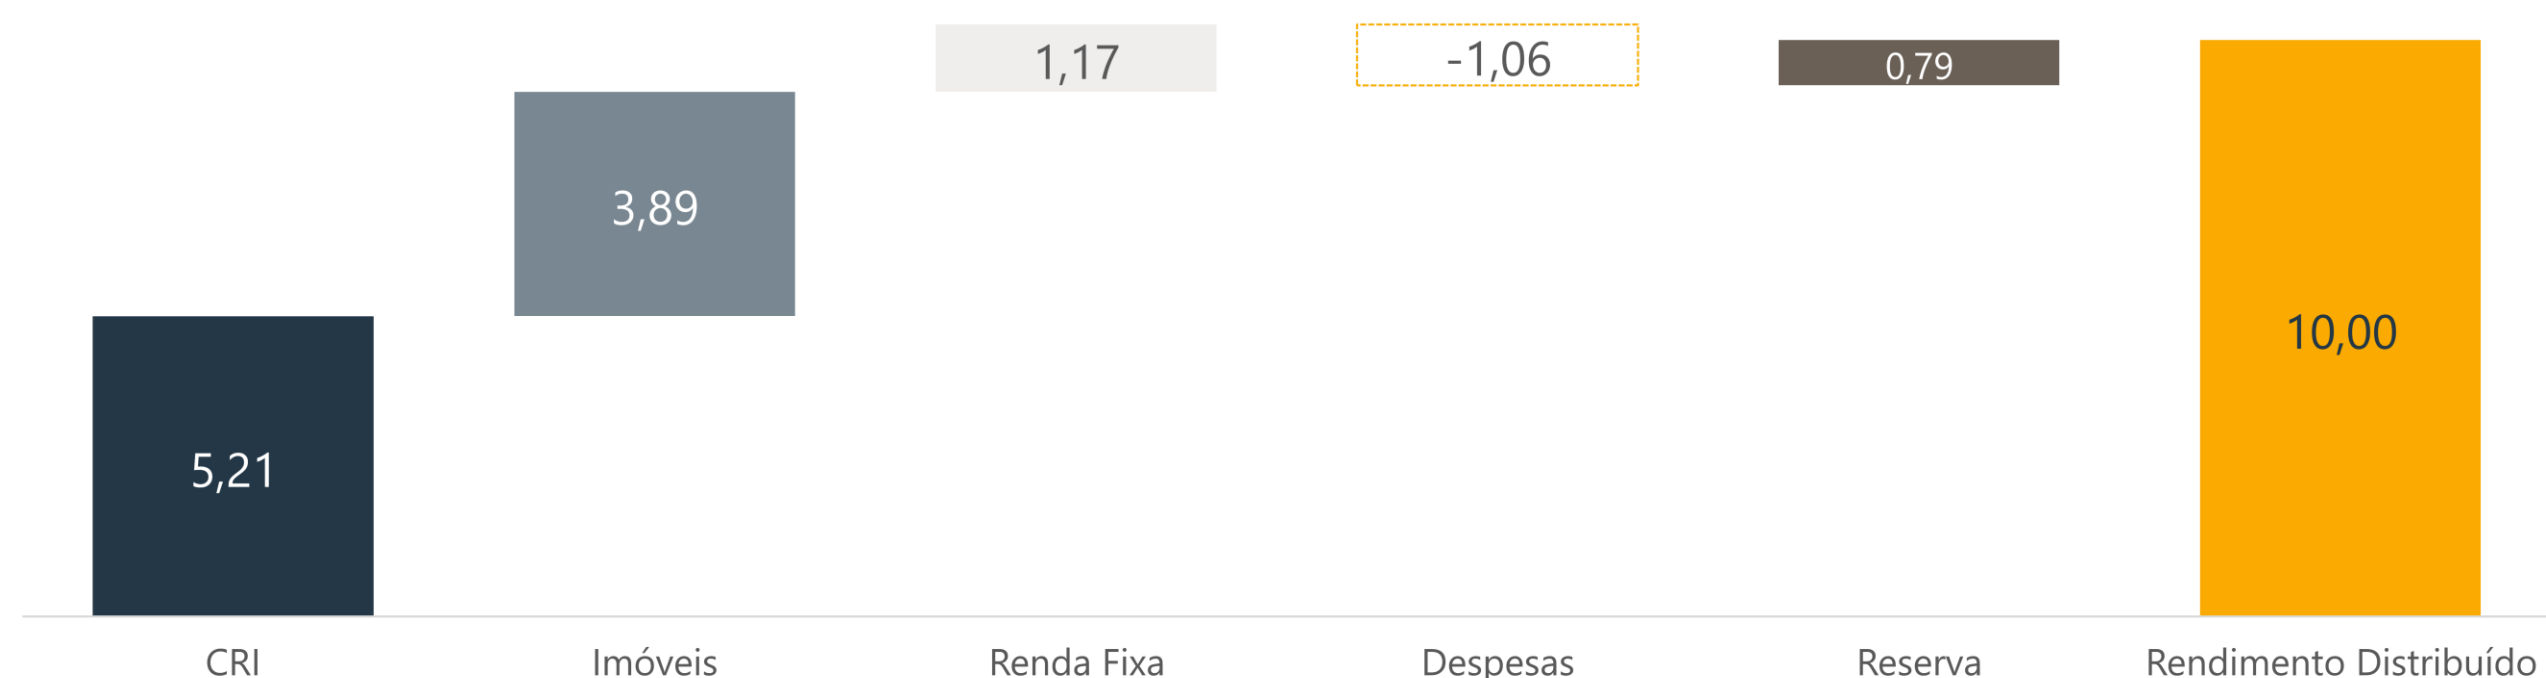 1,17
-1,06
0,79
3,89
10,00
5,21
CRI
Imóveis
Renda Fixa
Despesas
Reserva
Rendimento Distribuído